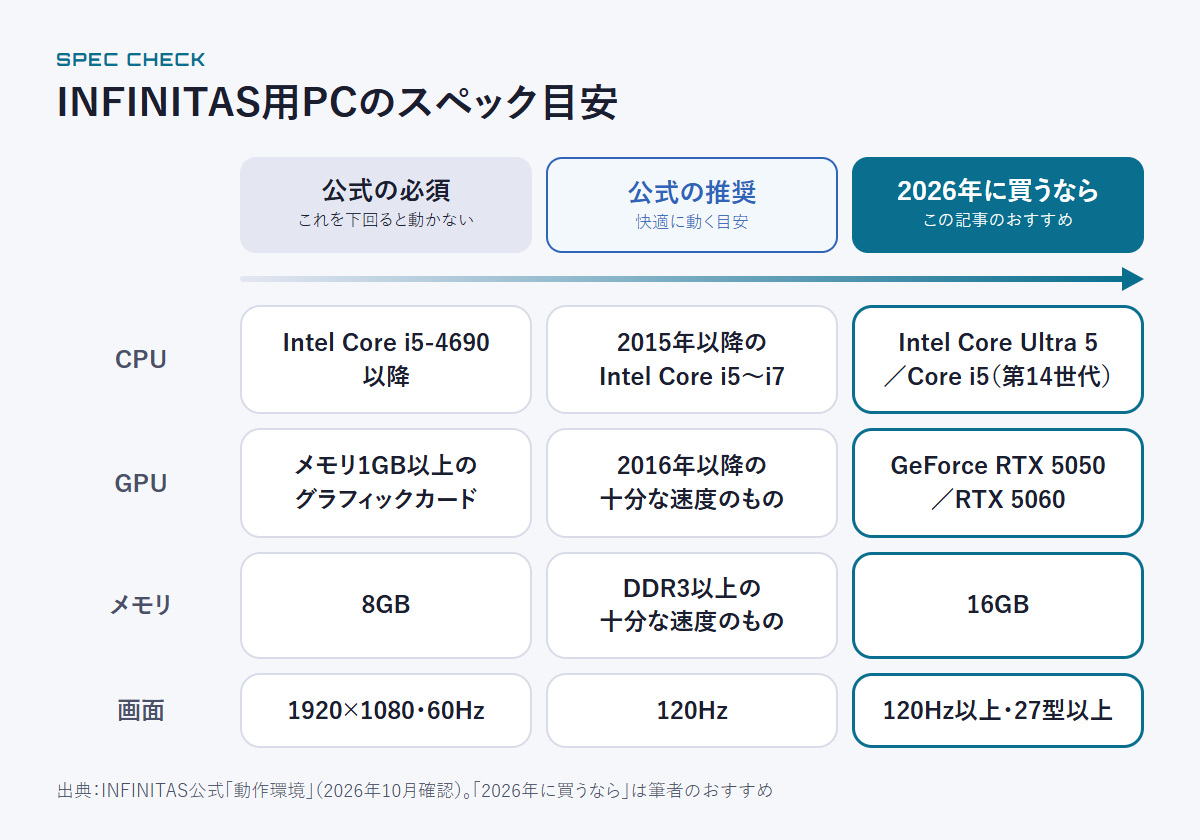 SPEC CHECK
INFINITAS用PCのスペック目安
公式の必須
これを下回ると動かない
公式の推奨
快適に動く目安
2026年に買うなら
この記事のおすすめ
CPU
Intel Core i5-4690
以降
2015年以降の
Intel Core i5〜i7
Intel Core Ultra 5
／Core i5（第14世代）
GPU
メモリ1GB以上の
グラフィックカード
2016年以降の
十分な速度のもの
GeForce RTX 5050
／RTX 5060
メモリ
8GB
DDR3以上の
十分な速度のもの
16GB
画面
1920×1080・60Hz
120Hz
120Hz以上・27型以上
出典：INFINITAS公式「動作環境」（2026年10月確認）。「2026年に買うなら」は筆者のおすすめ